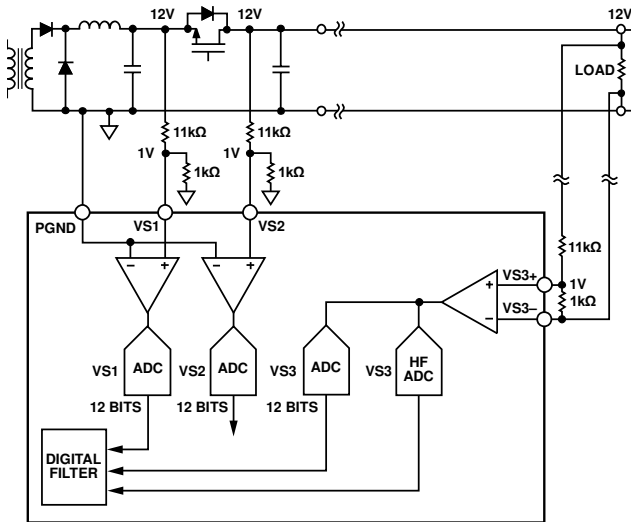 12V
12V
12V
LOAD
11kΩ
11kΩ
1V
1kΩ
1V
1kΩ
PGND
VS1
VS2
11kΩ
VS3+
1V
1kΩ
VS3–
–
+
–
+
+
–
VS1
ADC
VS2
ADC
VS3
ADC
VS3
HF
ADC
12 BITS
12 BITS
12 BITS
DIGITAL
FILTER